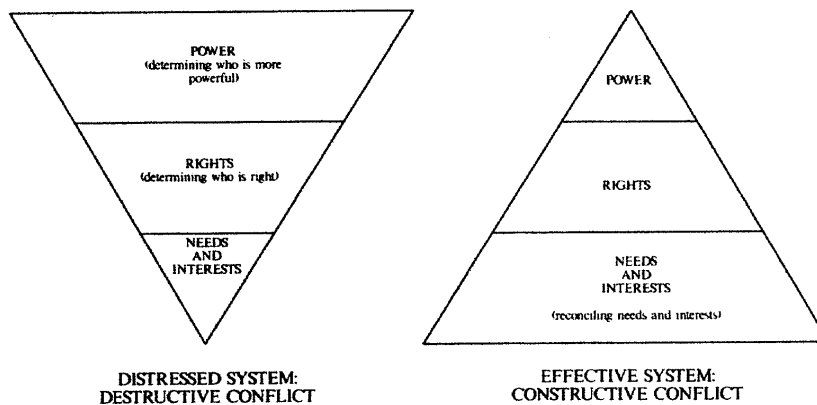 POWER
(determining who is more
powerful)
RIGHTS
(determining who is right)
NEEDS
AND
INTERESTS
DISTRESSED SYSTEM:
DESTRUCTIVE CONFLICT
POWER
RIGHTS
NEEDS
AND
INTERESTS
(reconciling needs and interests)
EFFECTIVE SYSTEM:
CONSTRUCTIVE CONFLICT